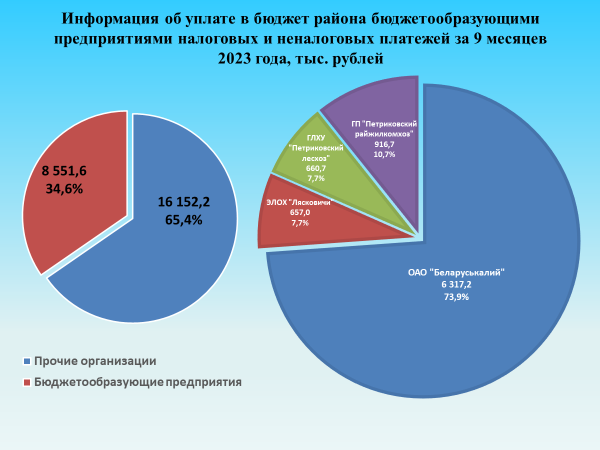 Информация об уплате в бюджет района бюджетообразующими
предприятиями налоговых и неналоговых платежей за 9 месяцев
2023 года, тыс. рублей
8 551,6
34,6%
16 152,2
65,4%
Прочие организации
Бюджетообразующие предприятия
ГП "Петриковский
райжилкомхоз"
916,7
10,7%
ГЛХУ
"Петриковский
лесхоз"
660,7
7,7%
ЭЛОХ "Лясковичи"
657,0
7,7%
ОАО "Беларуськалий"
6 317,2
73,9%